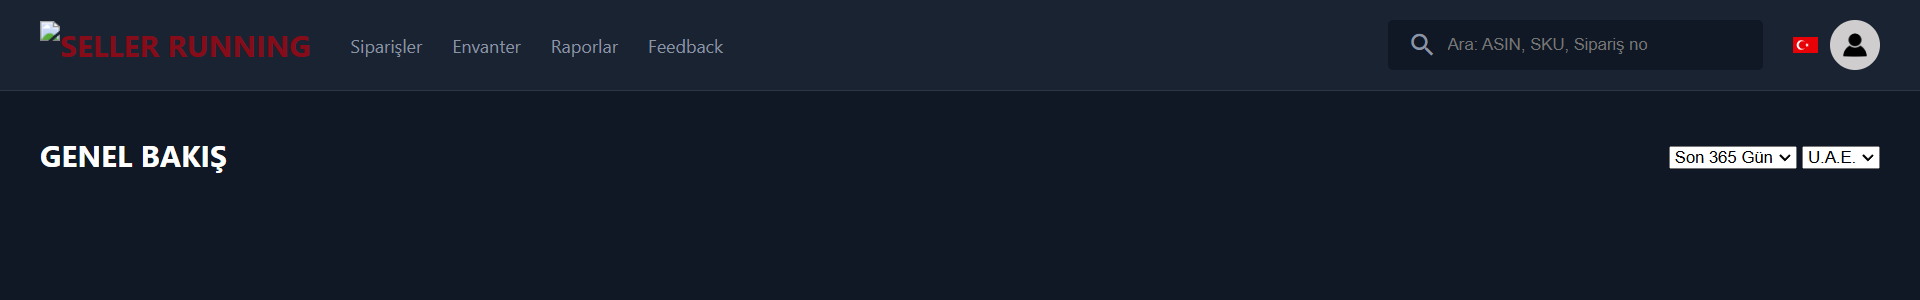 SELLER RUNNING
Siparişler
Envanter
Raporlar
Feedback
Ara: ASIN, SKU, Sipariş no
GENEL BAKIŞ
Son 365 Gün
U.A.E.